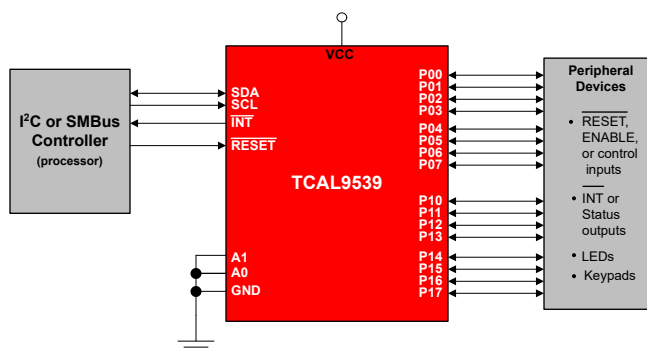 VCC
I²C or SMBus
Controller
(processor)
SDA
SCL
INT
RESET
TCAL9539
A1
A0
GND
P00
P01
P02
P03
P04
P05
P06
P07
P10
P11
P12
P13
P14
P15
P16
P17
Peripheral
Devices
• RESET,
ENABLE,
or control
inputs
• INT or
Status
outputs
• LEDs
• Keypads